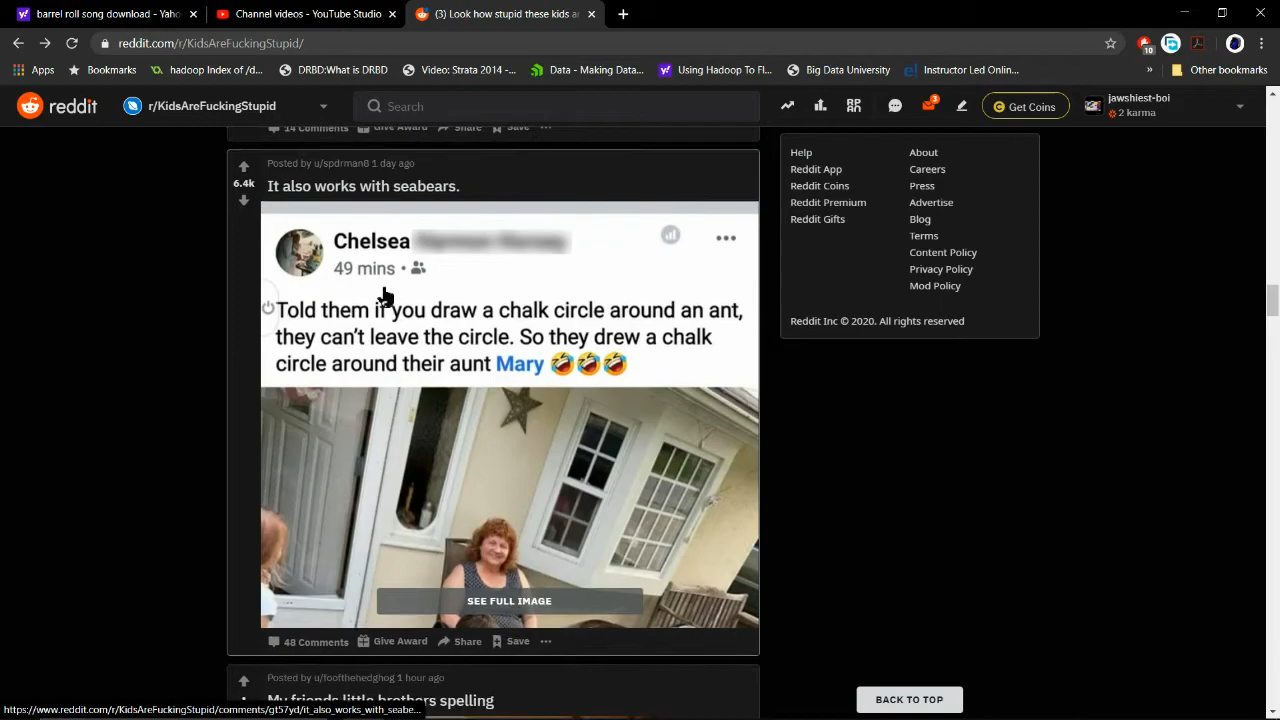 barrel roll song download - Yaho
Channel videos - YouTube Studio
(3) Look how stupid these kids ar
reddit.com/r/KidsAreFuckingStupid/
10
Apps
Bookmarks
hadoop Index of /d...
DRBD:What is DRBD
Video: Strata 2014 -...
Data - Making Data...
Using Hadoop To Fl...
Big Data University
Instructor Led Onlin...
»
Other bookmarks
reddit
r/KidsAreFuckingStupid
Search
3
Get Coins
jawshiest-boi
2 karma
14 Comments
Give Award
Share
Save
Posted by u/spdrman8 1 day ago
6.4k
It also works with seabears.
Chelsea
49 mins •
Told them if you draw a chalk circle around an ant,
they can't leave the circle. So they drew a chalk
circle around their aunt Mary 🤣🤣🤣
SEE FULL IMAGE
48 Comments
Give Award
Share
Save
Posted by u/foofthehedghog 1 hour ago
My friends little brothers spelling
Help
About
Reddit App
Careers
Reddit Coins
Press
Reddit Premium
Advertise
Reddit Gifts
Blog
Terms
Content Policy
Privacy Policy
Mod Policy
Reddit Inc © 2020. All rights reserved
BACK TO TOP
https://www.reddit.com/r/KidsAreFuckingStupid/comments/gt57yd/it_also_works_with_seabe...